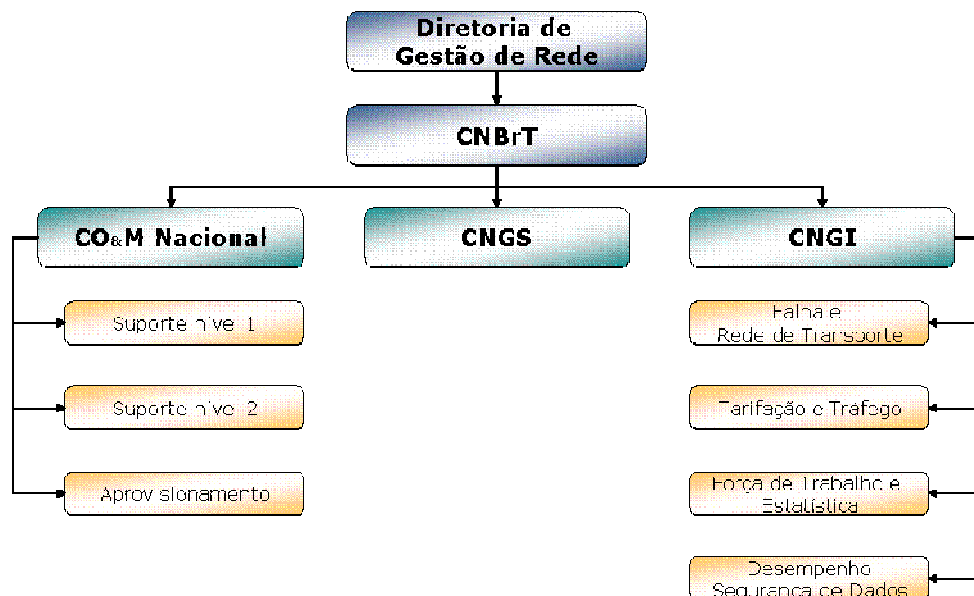 Diretoria de
Gestão de Rede
CNBrT
CO&M Nacional
CNGS
CNGI
Suporte nível 1
Suporte nível 2
Aprovisionamento
Falha e
Rede de Transporte
Tarifação e Tráfego
Força de Trabalho e
Estatística
Desempenho
Segurança de Dados